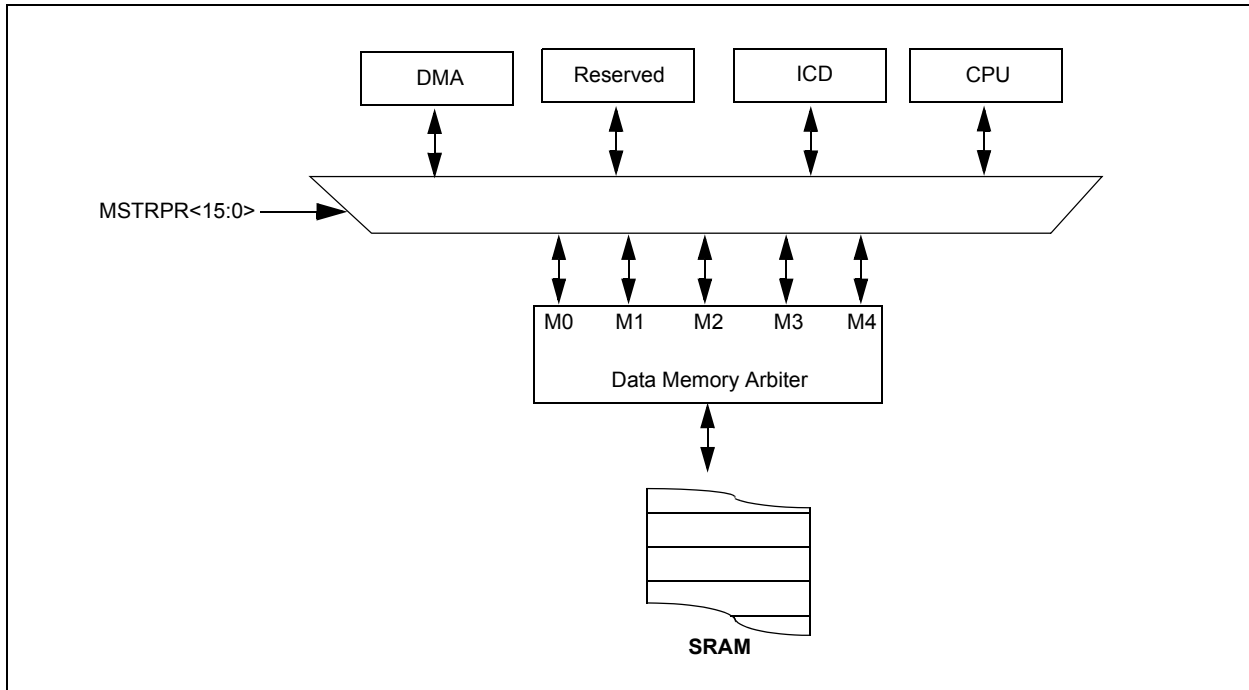 DMA
Reserved
ICD
CPU
MSTRPR<15:0>
M0
M1
M2
M3
M4
Data Memory Arbiter
SRAM